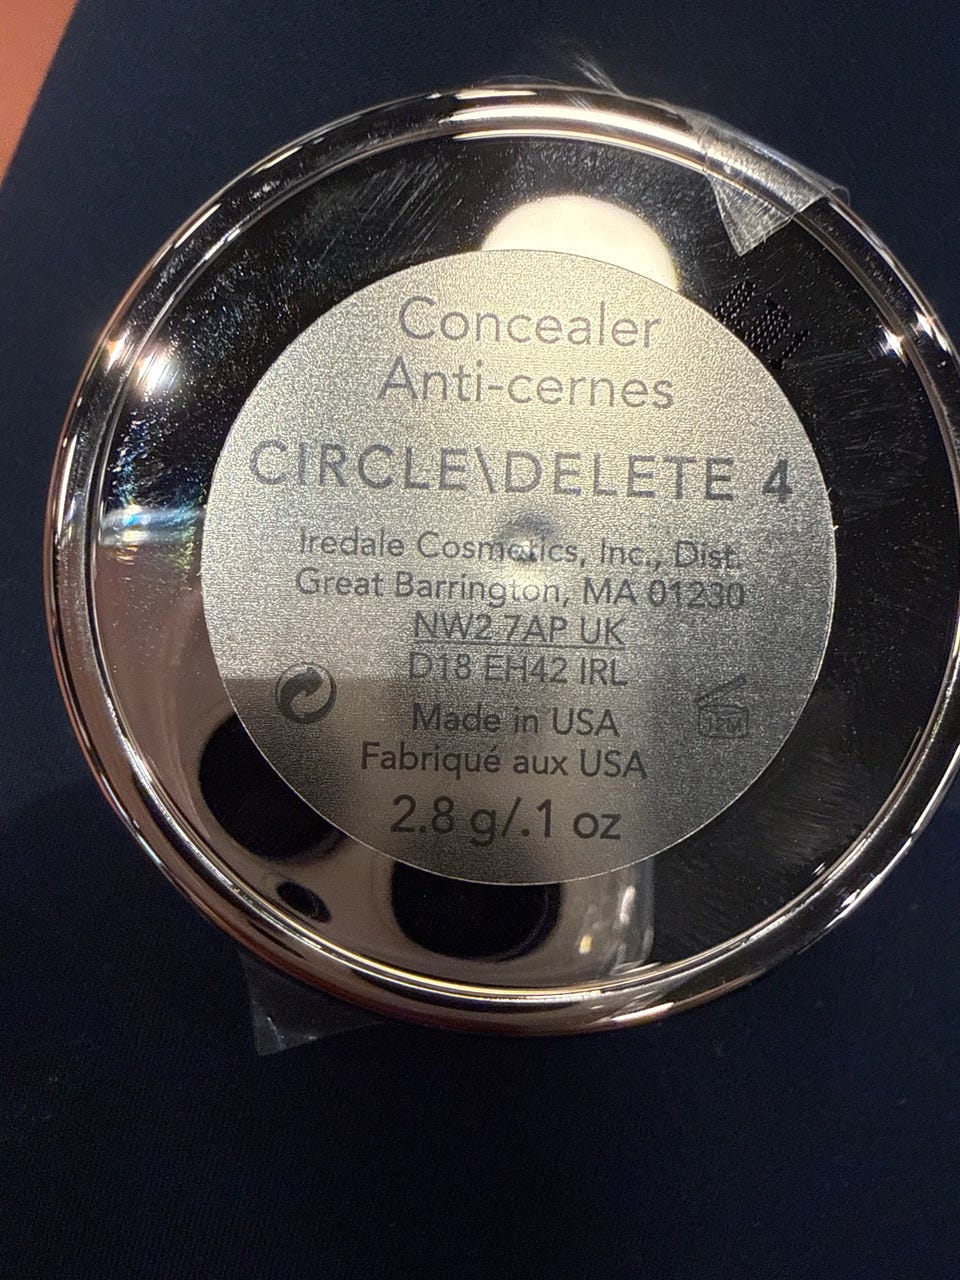 Concealer
Anti-cernes
CIRCLE\DELETE 4
Iredale Cosmetics, Inc., Dist.
Great Barrington, MA 01230
NW2 7AP UK
D18 EH42 IRL
Made in USA
Fabriqué aux USA
12M
2.8 g/.1 oz